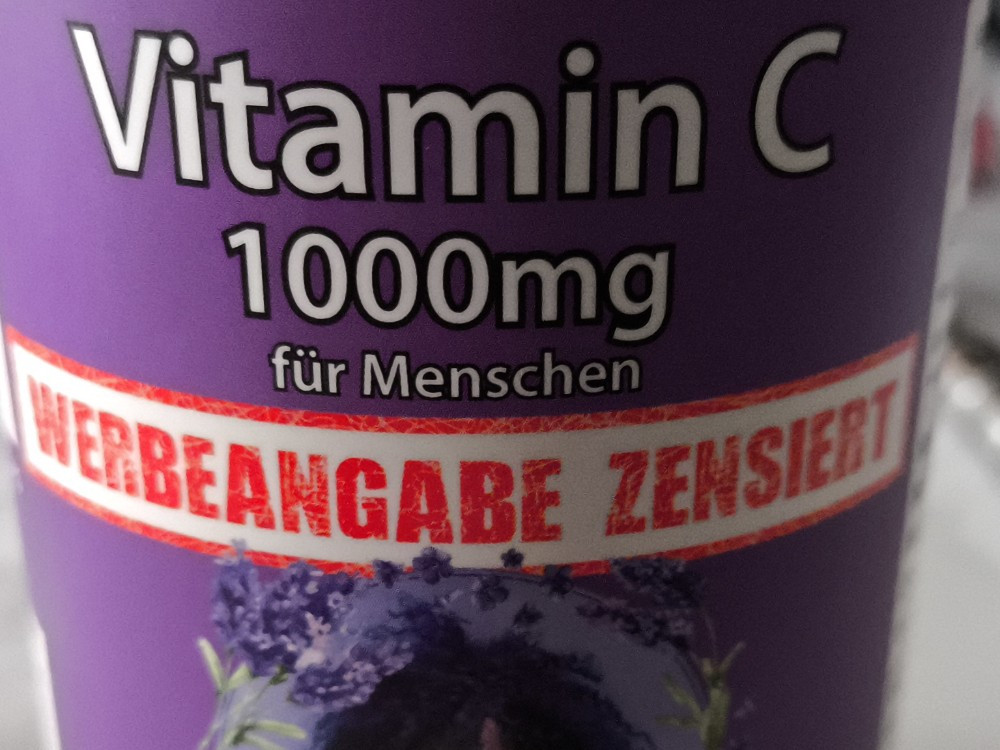 Vitamin C
1000mg
für Menschen
WERBEANGABE ZENSIERT